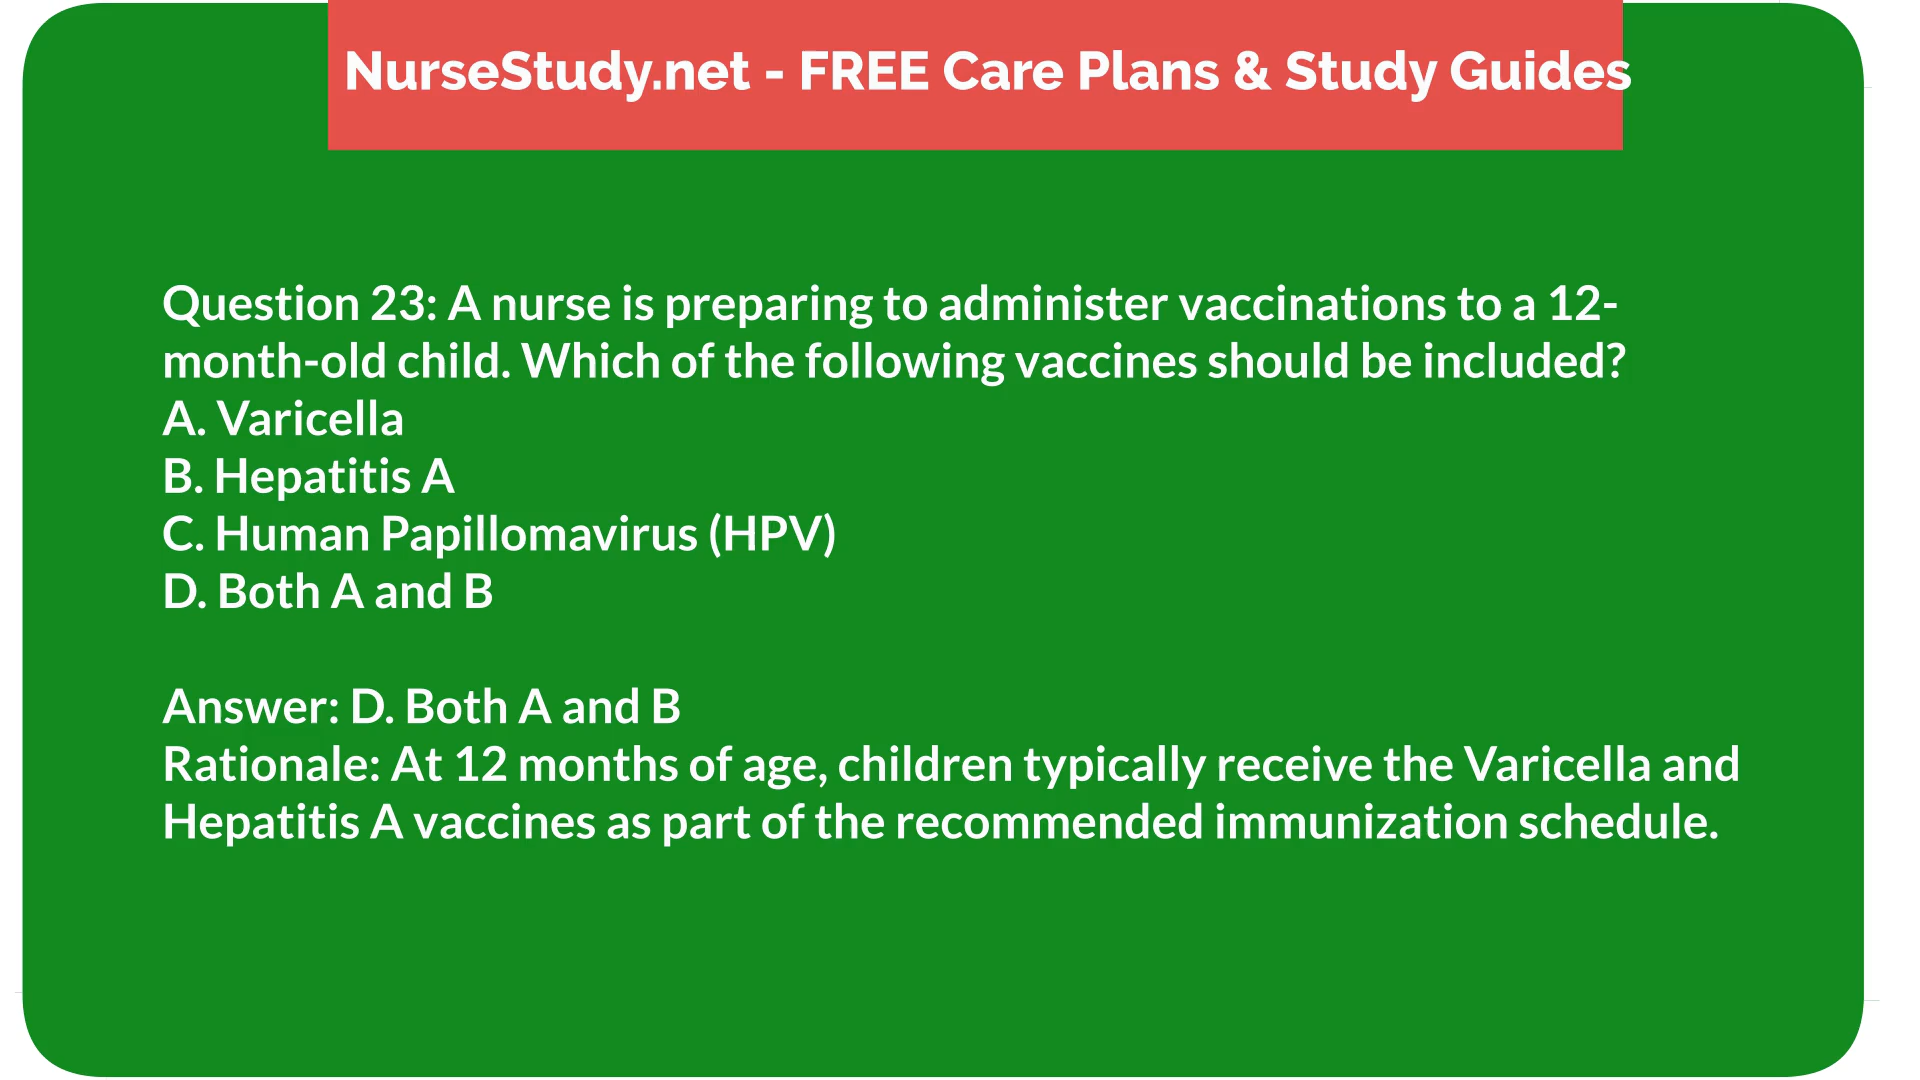 NurseStudy.net - FREE Care Plans & Study Guides
Question 23: A nurse is preparing to administer vaccinations to a 12-
month-old child. Which of the following vaccines should be included?
A. Varicella
B. Hepatitis A
C. Human Papillomavirus (HPV)
D. Both A and B
Answer: D. Both A and B
Rationale: At 12 months of age, children typically receive the Varicella and
Hepatitis A vaccines as part of the recommended immunization schedule.